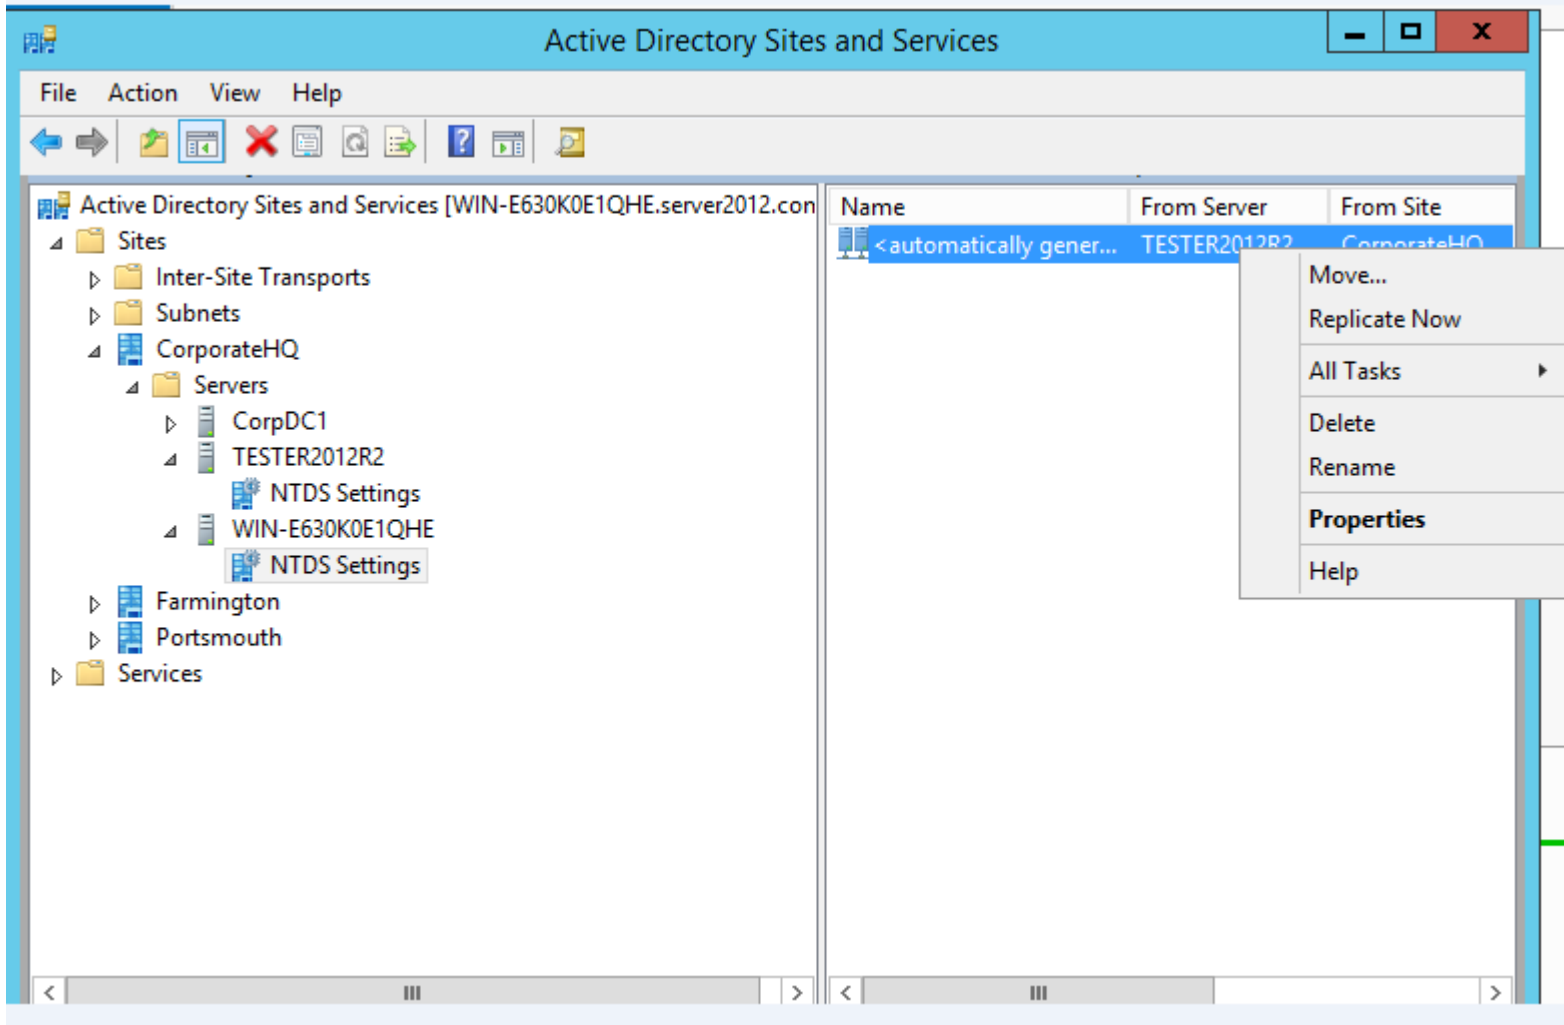 Active Directory Sites and Services
File Action View Help
Active Directory Sites and Services [WIN-E630K0E1QHE.server2012.con
Sites
Inter-Site Transports
Subnets
CorporateHQ
Servers
CorpDC1
TESTER2012R2
NTDS Settings
WIN-E630K0E1QHE
NTDS Settings
Farmington
Portsmouth
Services
Name From Server From Site
<automatically gener... TESTER2012R2 CorporateHQ
Move...
Replicate Now
All Tasks
Delete
Rename
Properties
Help